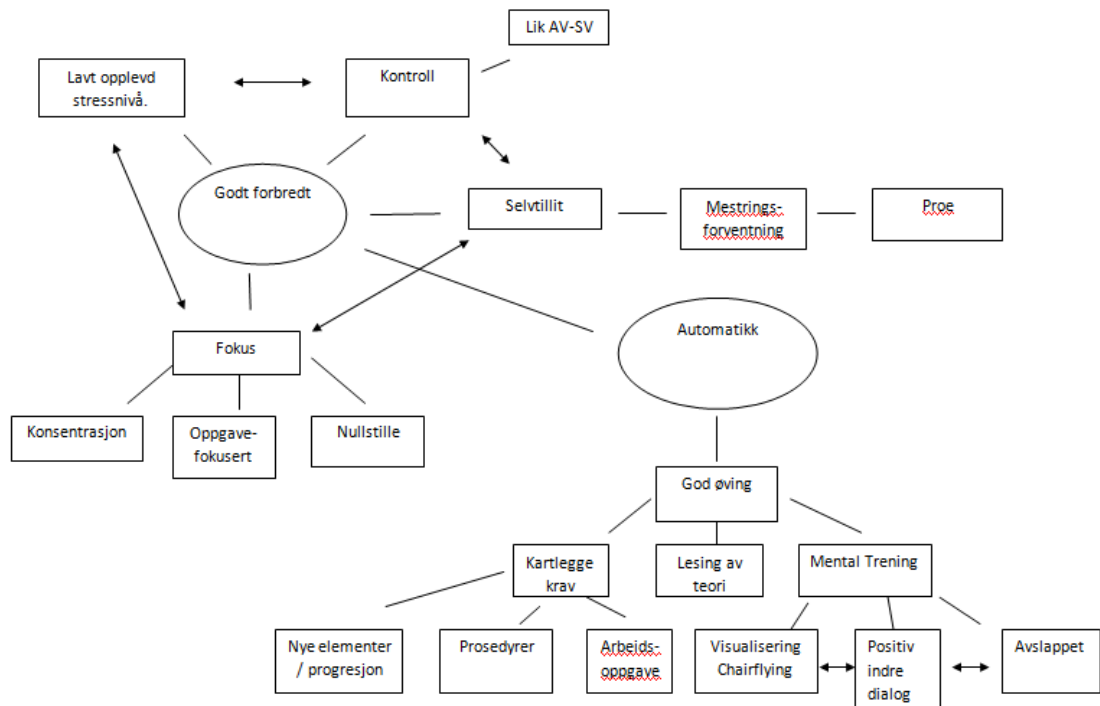 Lik AV-SV
Lavt opplevd
stressnivå.
Kontroll
Godt forbredt
Selvtillit
Mestrings-
forventning
Proe
Automatikk
Fokus
Konsentrasjon
Oppgave-
fokusert
Nullstille
God øving
Kartlegge
krav
Lesing av
teori
Mental Trening
Nye elementer
/ progresjon
Prosedyrer
Arbeids-
oppgave
Visualisering
Chairflying
Positiv
indre
dialog
Avslappet